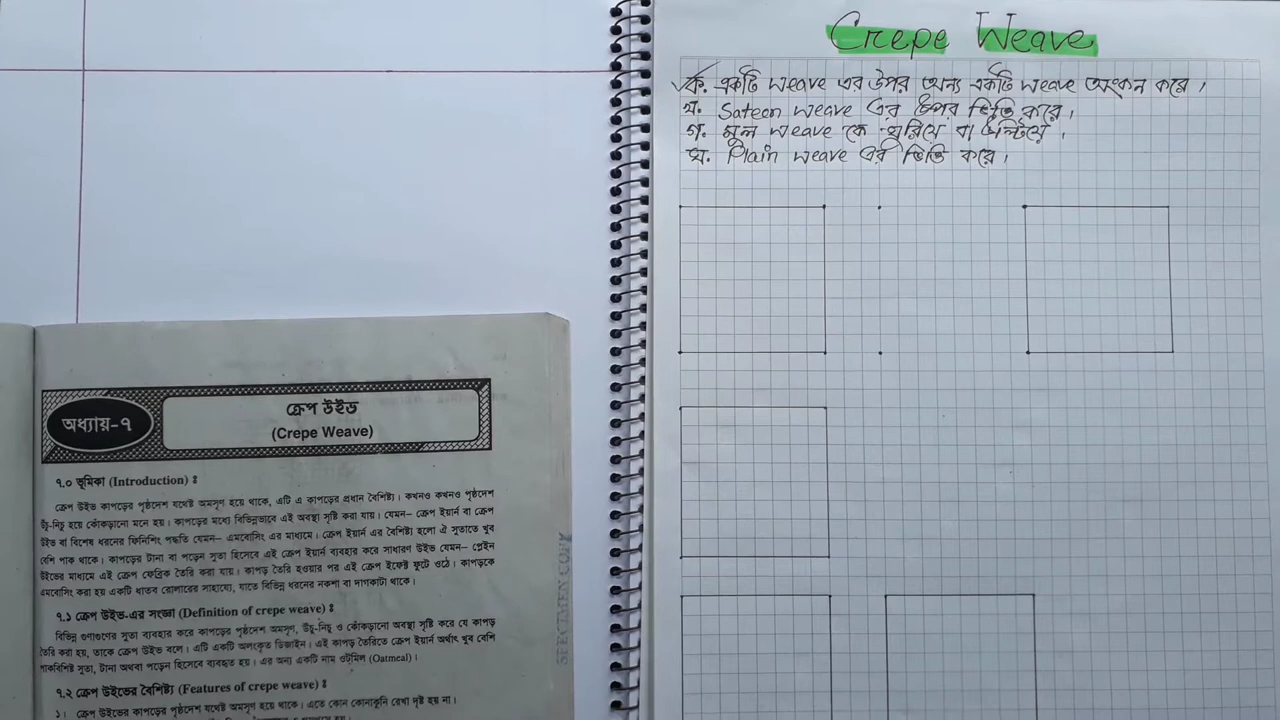 Crepe Weave
ক. একটি weave এর উপর অন্য একটি weave অংকন করে।
খ. Sateen weave এর উপর ভিত্তি করে।
গ. মূল weave কে ঘুরিয়ে বা উল্টিয়ে।
ঘ. Plain weave এর ভিত্তি করে।
অধ্যায়-৭
ক্রেপ উইভ
(Crepe Weave)
৭.০ ভূমিকা (Introduction) ঃ
ক্রেপ উইভ কাপড়ের পৃষ্ঠদেশ যথেষ্ট অমসৃণ হয়ে থাকে, এটি এ কাপড়ের প্রধান বৈশিষ্ট্য। কখনও কখনও পৃষ্ঠদেশ
উঁচু-নিচু হয়ে কোঁকড়ানো মনে হয়। কাপড়ের মধ্যে বিভিন্নভাবে এই অবস্থা সৃষ্টি করা যায়। যেমন– ক্রেপ ইয়ার্ন বা ক্রেপ
উইভ বা বিশেষ ধরনের ফিনিশিং পদ্ধতি যেমন– এমবোসিং এর মাধ্যমে। ক্রেপ ইয়ার্ন এর বৈশিষ্ট্য হলো ঐ সুতাতে খুব
বেশি পাক থাকে। কাপড়ের টানা বা পড়েন সুতা হিসেবে এই ক্রেপ ইয়ার্ন ব্যবহার করে সাধারণ উইভ যেমন– প্লেইন
উইভের মাধ্যমে এই ক্রেপ ফেব্রিক তৈরি করা যায়। কাপড় তৈরি হওয়ার পর এই ক্রেপ ইফেক্ট ফুটে ওঠে। কাপড়কে
এমবোসিং করা হয় একটি ধাতব রোলারের সাহায্যে, যাতে বিভিন্ন ধরনের নকশা বা দাগকাটা থাকে।
৭.১ ক্রেপ উইভ-এর সংজ্ঞা (Definition of crepe weave) ঃ
বিভিন্ন গুণাগুণের সুতা ব্যবহার করে কাপড়ের পৃষ্ঠদেশ অমসৃণ, উঁচু-নিচু ও কোঁকড়ানো অবস্থা সৃষ্টি করে যে কাপড়
তৈরি করা হয়, তাকে ক্রেপ উইভ বলে। এটি একটি অলংকৃত ডিজাইন। এই কাপড় তৈরিতে ক্রেপ ইয়ার্ন অর্থাৎ খুব বেশি
পাকবিশিষ্ট সুতা, টানা অথবা পড়েন হিসেবে ব্যবহৃত হয়। এর অন্য একটি নাম ওটমিল (Oatmeal)।
৭.২ ক্রেপ উইভের বৈশিষ্ট্য (Features of crepe weave) ঃ
১। ক্রেপ উইভের কাপড়ের পৃষ্ঠদেশ যথেষ্ট অমসৃণ হয়ে থাকে। এতে কোন কোনাকুনি রেখা দৃষ্ট হয় না।
SPECIMEN COPY